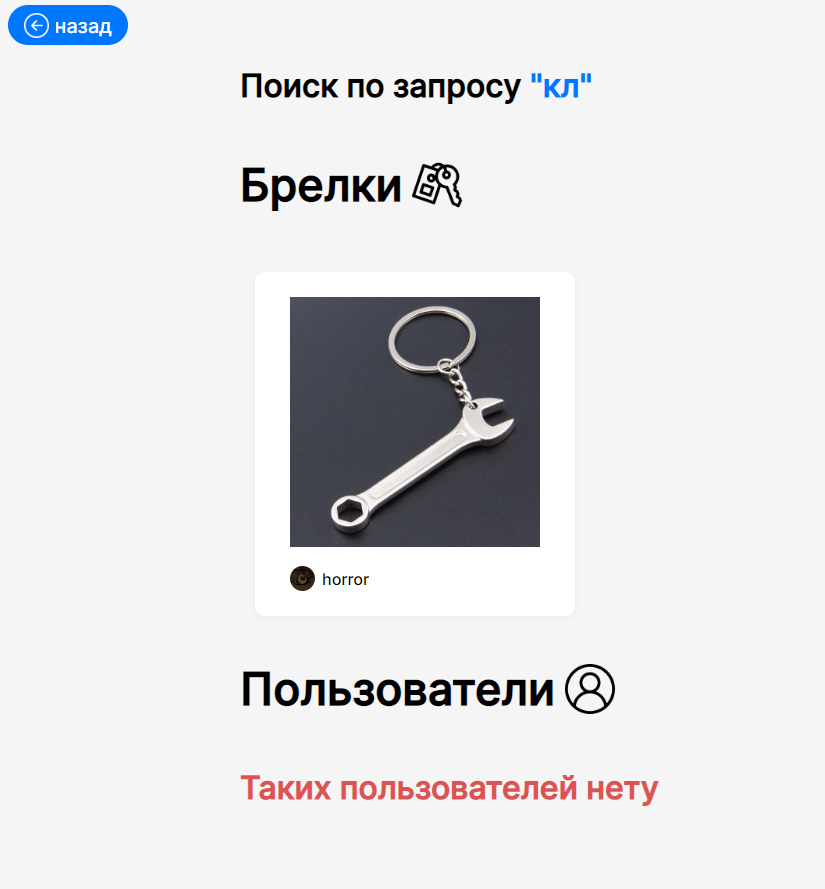 назад
Поиск по запросу "кл"
Брелки
horror
Пользователи
Таких пользователей нету